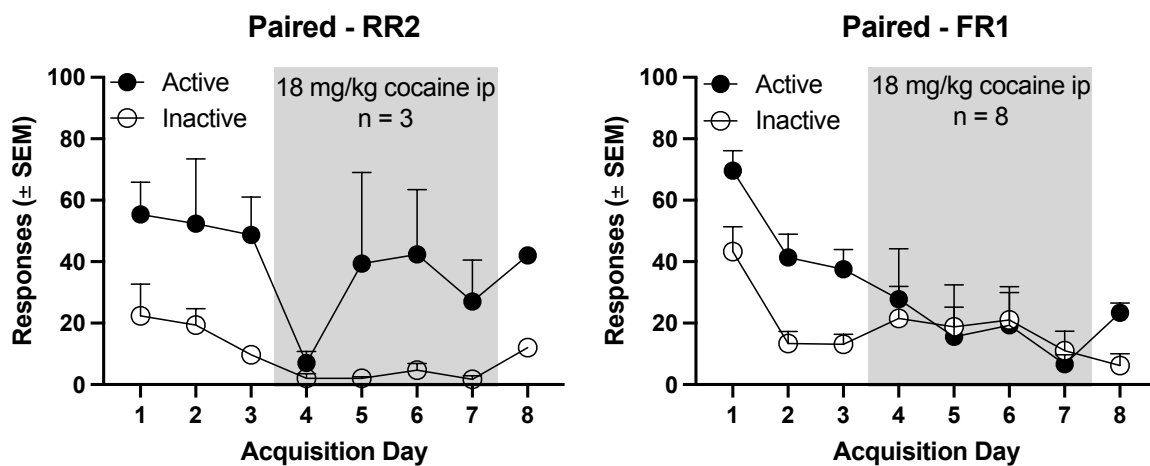 Paired - RR2
Active
Inactive
18 mg/kg cocaine ip
n = 3
Responses (± SEM)
100
80
60
40
20
0
1 2 3 4 5 6 7 8
Acquisition Day
Paired - FR1
Active
Inactive
18 mg/kg cocaine ip
n = 8
Responses (± SEM)
100
80
60
40
20
0
1 2 3 4 5 6 7 8
Acquisition Day